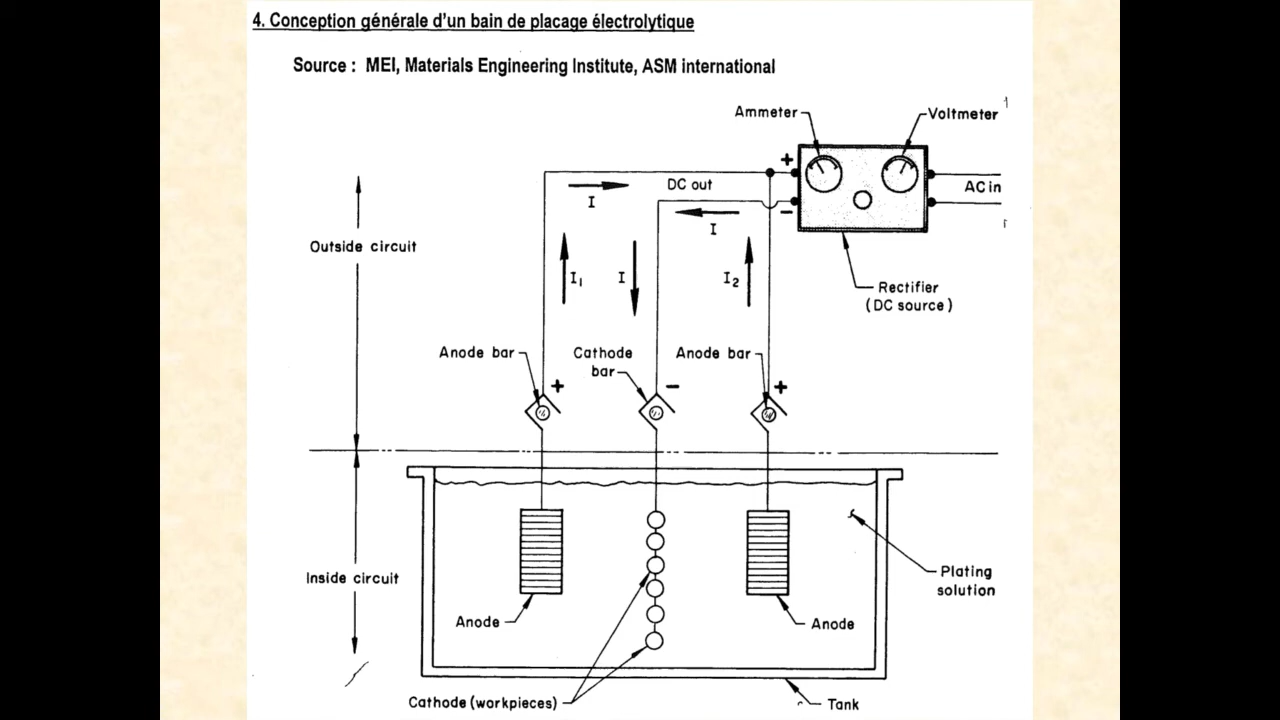 4. Conception générale d'un bain de placage électrolytique
Source : MEI, Materials Engineering Institute, ASM international
Ammeter
Voltmeter
+
DC out
AC in
I
−
I
Outside circuit
I₁
I
I₂
Rectifier
(DC source)
Anode bar
Cathode
bar
Anode bar
+
−
+
Inside circuit
Plating
solution
Anode
Anode
Cathode (workpieces)
Tank